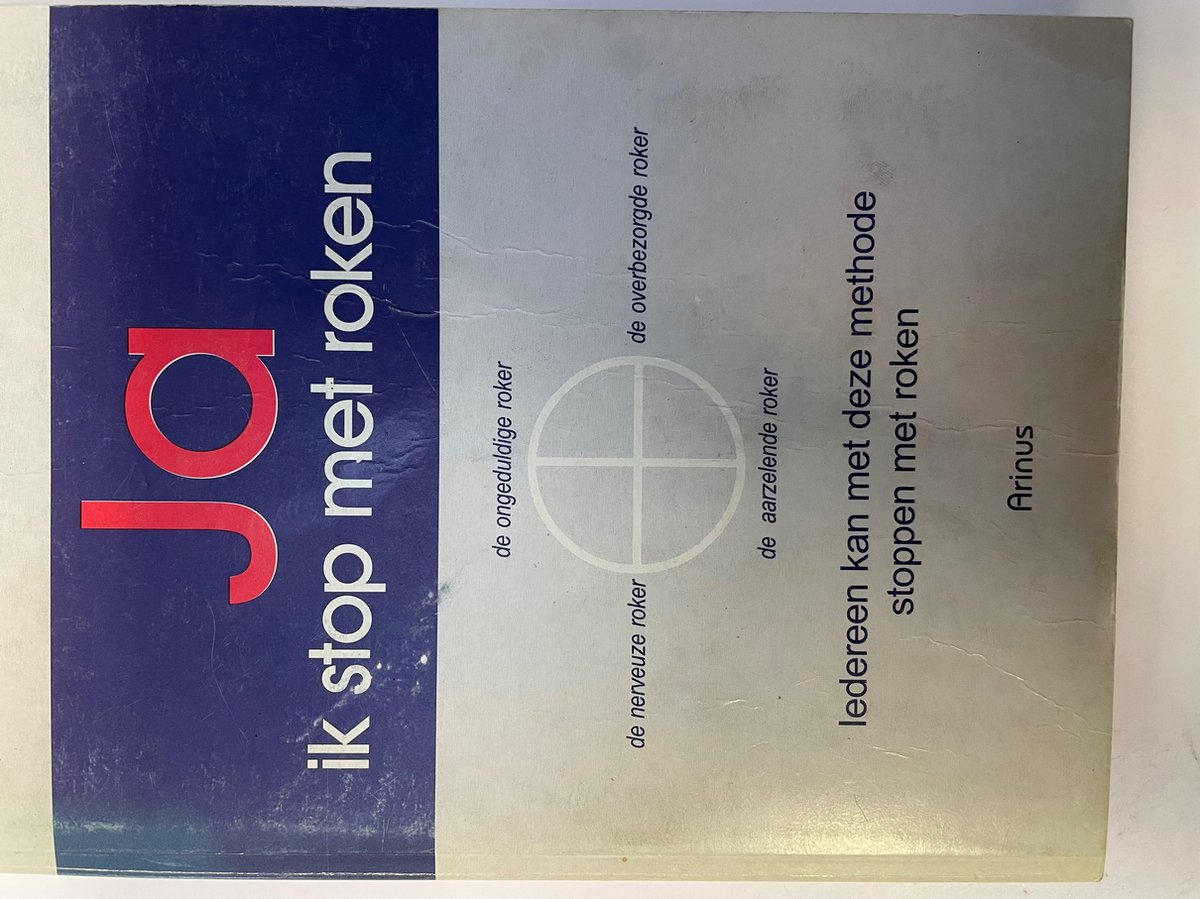 Ja
ik stop met roken
de ongeduldige roker
de nerveuze roker
de overbezorgde roker
de aarzelende roker
Iedereen kan met deze methode
stoppen met roken
Arinus